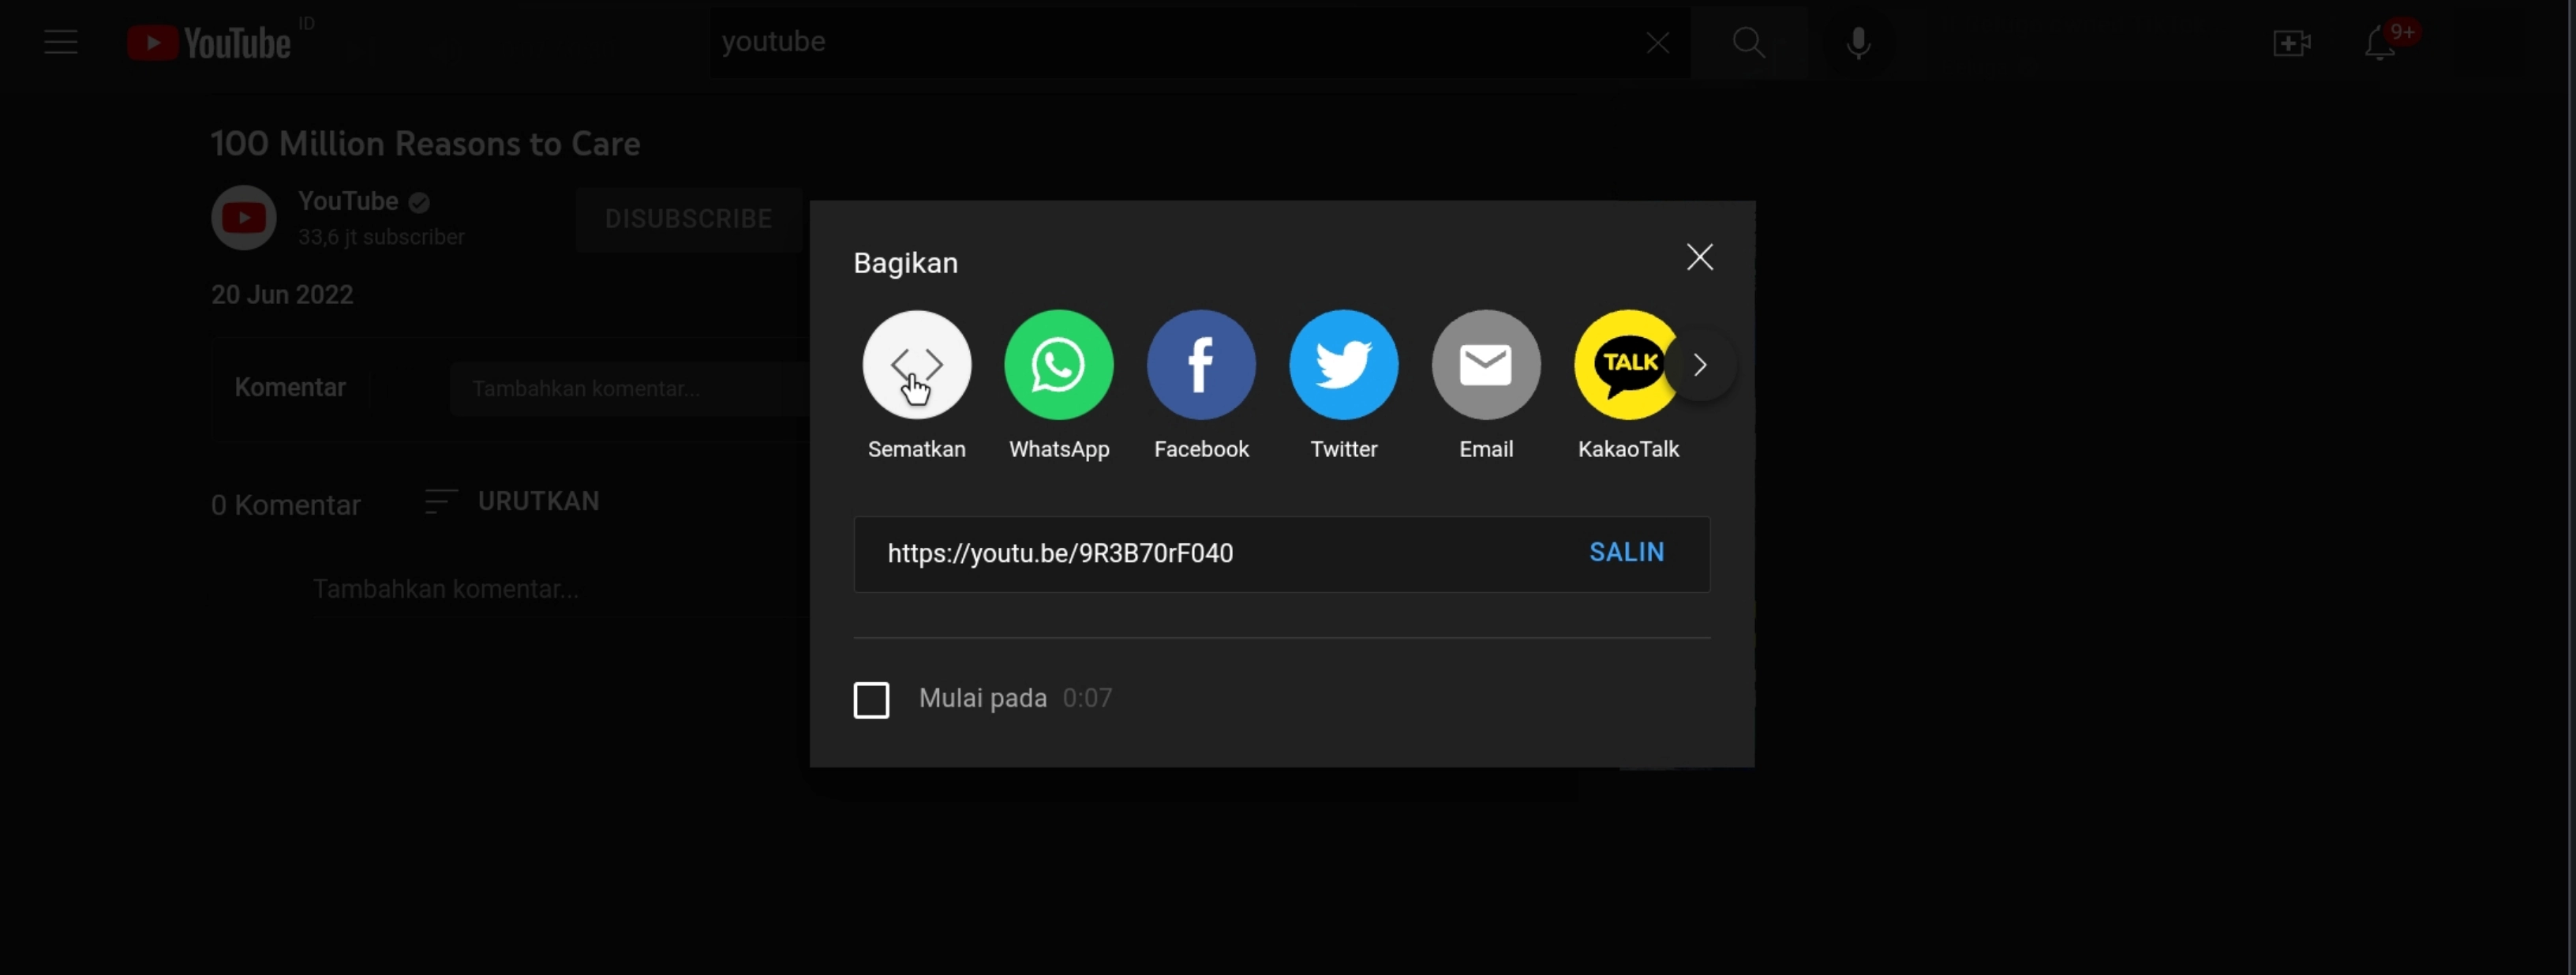 YouTube ID
youtube
9+
100 Million Reasons to Care
YouTube
33,6 jt subscriber
DISUBSCRIBE
20 Jun 2022
Komentar
Tambahkan komentar...
0 Komentar
URUTKAN
Tambahkan komentar...
Bagikan
TALK
Sematkan WhatsApp Facebook Twitter Email KakaoTalk
https://youtu.be/9R3B70rF040 SALIN
Mulai pada 0:07